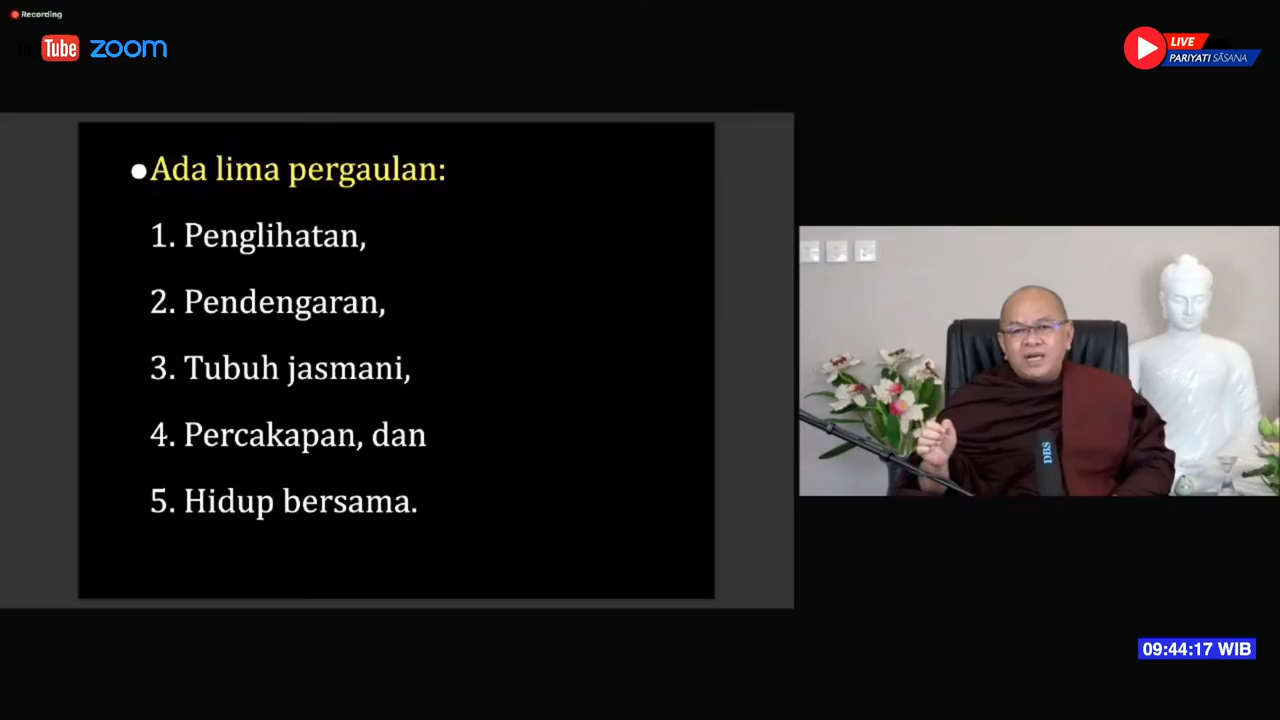 Recording
Tube zoom
LIVE
PARIYATI SĀSANA
Ada lima pergaulan:
1. Penglihatan,
2. Pendengaran,
3. Tubuh jasmani,
4. Percakapan, dan
5. Hidup bersama.
DBS
09:44:17 WIB